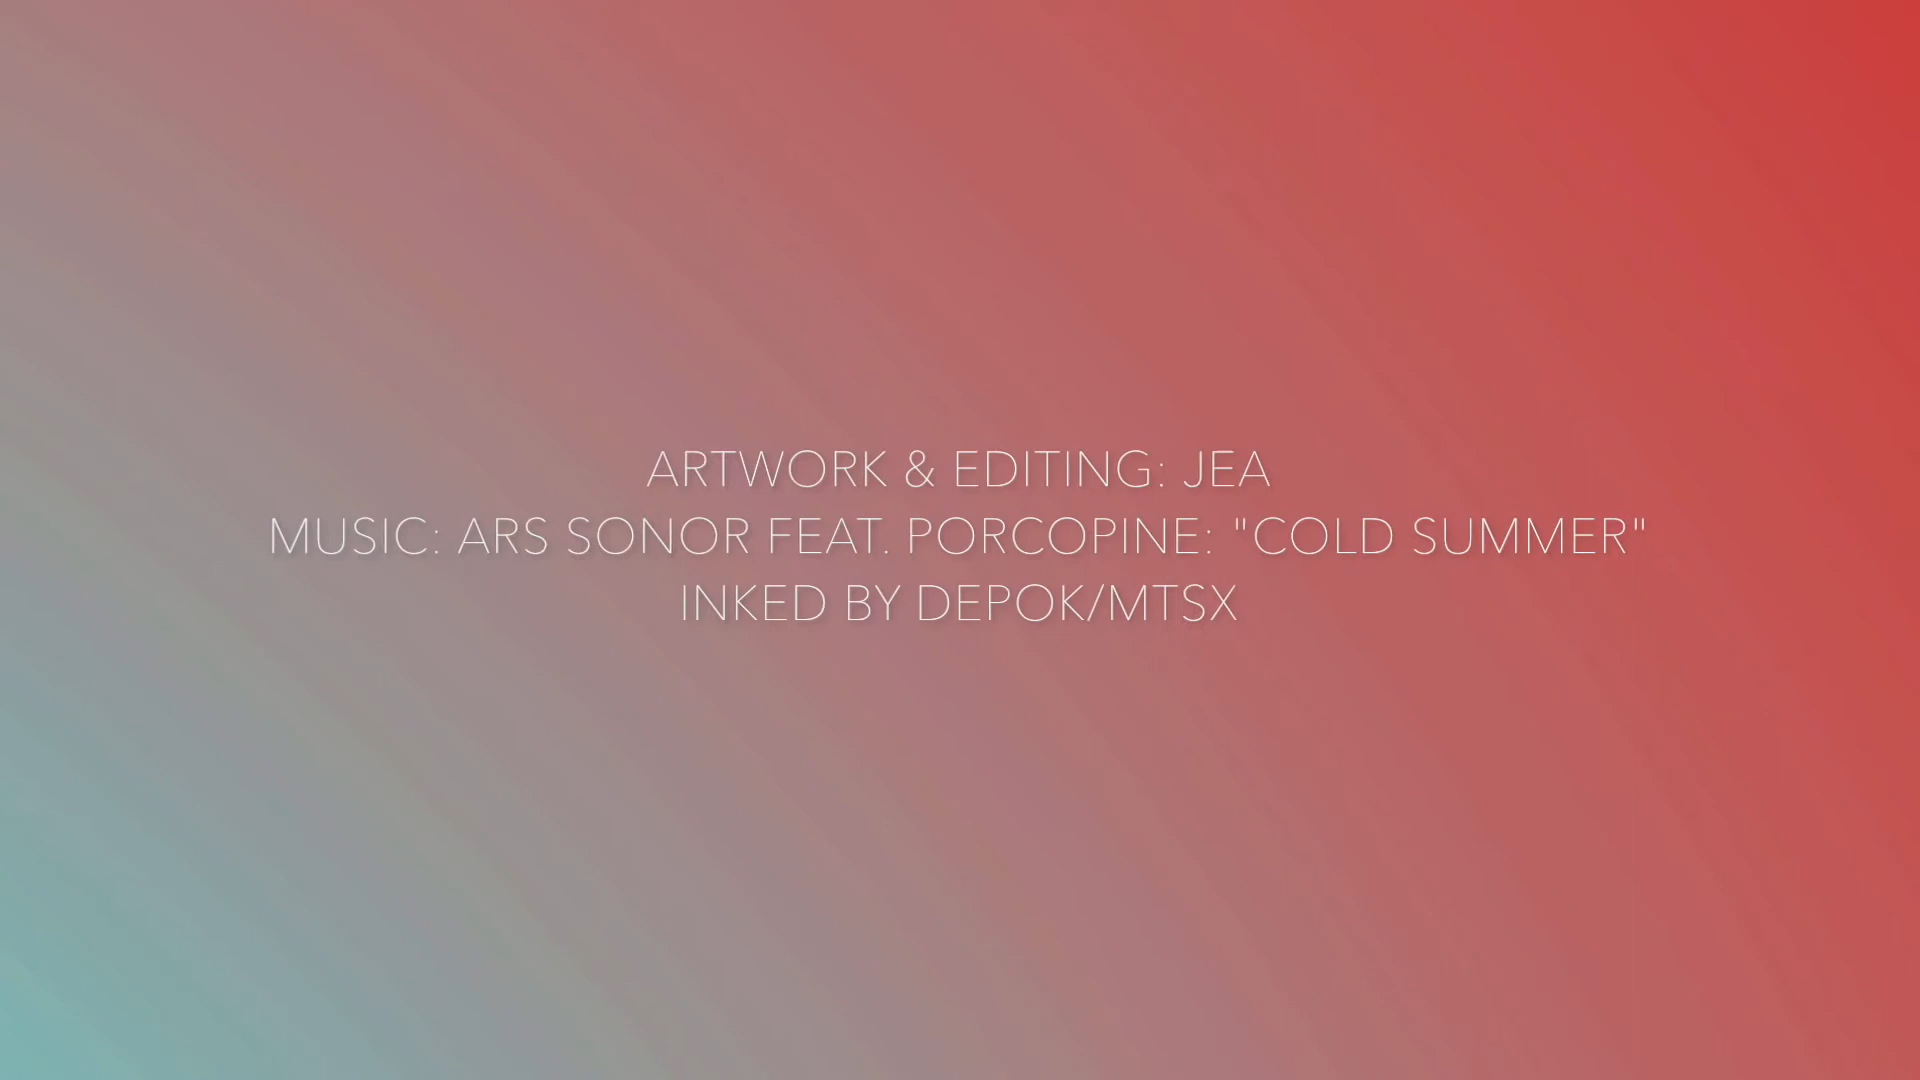 ARTWORK & EDITING: JEA
MUSIC: ARS SONOR FEAT. PORCOPINE: "COLD SUMMER"
INKED BY DEPOK/MTSX